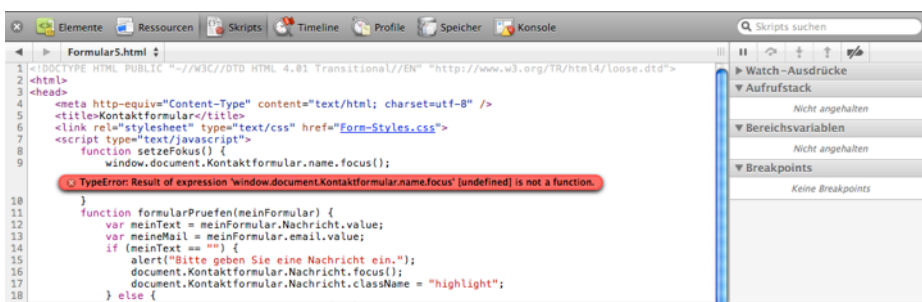 Elemente Ressourcen Skripts Timeline Profile Speicher Konsole Skripts suchen
Formular5.html
1 <!DOCTYPE HTML PUBLIC "-//W3C//DTD HTML 4.01 Transitional//EN" "http://www.w3.org/TR/html4/loose.dtd">
2 <html>
3 <head>
4 <meta http-equiv="Content-Type" content="text/html; charset=utf-8" />
5 <title>Kontaktformular</title>
6 <link rel="stylesheet" type="text/css" href="Form-Styles.css">
7 <script type="text/javascript">
8 function setzeFokus() {
9 window.document.Kontaktformular.name.focus();
TypeError: Result of expression 'window.document.Kontaktformular.name.focus' [undefined] is not a function.
10 }
11 function formularPruefen(meinFormular) {
12 var meinText = meinFormular.Nachricht.value;
13 var meineMail = meinFormular.email.value;
14 if (meinText == "") {
15 alert("Bitte geben Sie eine Nachricht ein.");
16 document.Kontaktformular.Nachricht.focus();
17 document.Kontaktformular.Nachricht.className = "highlight";
18 } else {
Watch-Ausdrücke
Aufrufstack
Nicht angehalten
Bereichsvariablen
Nicht angehalten
Breakpoints
Keine Breakpoints